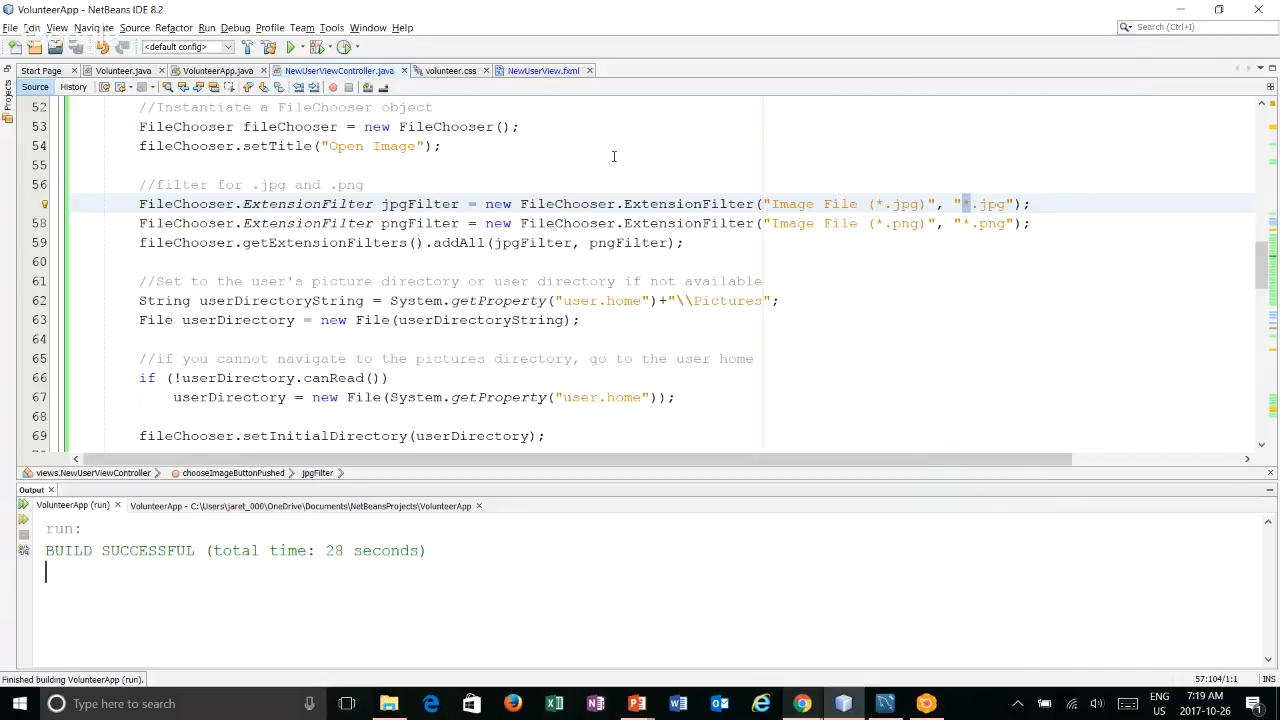 VolunteerApp - NetBeans IDE 8.2
File Edit View Navigate Source Refactor Run Debug Profile Team Tools Window Help
Search (Ctrl+I)
<default config>
Start Page Volunteer.java VolunteerApp.java NewUserViewController.java volunteer.css NewUserView.fxml
Projects
Source History
52 //Instantiate a FileChooser object
53 FileChooser fileChooser = new FileChooser();
54 fileChooser.setTitle("Open Image");
55
56 //filter for .jpg and .png
FileChooser.ExtensionFilter jpgFilter = new FileChooser.ExtensionFilter("Image File (*.jpg)", "*.jpg");
58 FileChooser.ExtensionFilter pngFilter = new FileChooser.ExtensionFilter("Image File (*.png)", "*.png");
59 fileChooser.getExtensionFilters().addAll(jpgFilter, pngFilter);
60
61 //Set to the user's picture directory or user directory if not available
62 String userDirectoryString = System.getProperty("user.home")+"\\Pictures";
63 File userDirectory = new File(userDirectoryString);
64
65 //if you cannot navigate to the pictures directory, go to the user home
66 if (!userDirectory.canRead())
67 userDirectory = new File(System.getProperty("user.home"));
68
69 fileChooser.setInitialDirectory(userDirectory);
views.NewUserViewController chooseImageButtonPushed jpgFilter
Output
VolunteerApp (run) VolunteerApp - C:\Users\jaret_000\OneDrive\Documents\NetBeansProjects\VolunteerApp
run:
BUILD SUCCESSFUL (total time: 28 seconds)
Finished building VolunteerApp (run).
57:104/1:1 INS
Type here to search
ENG
US
7:19 AM
2017-10-26